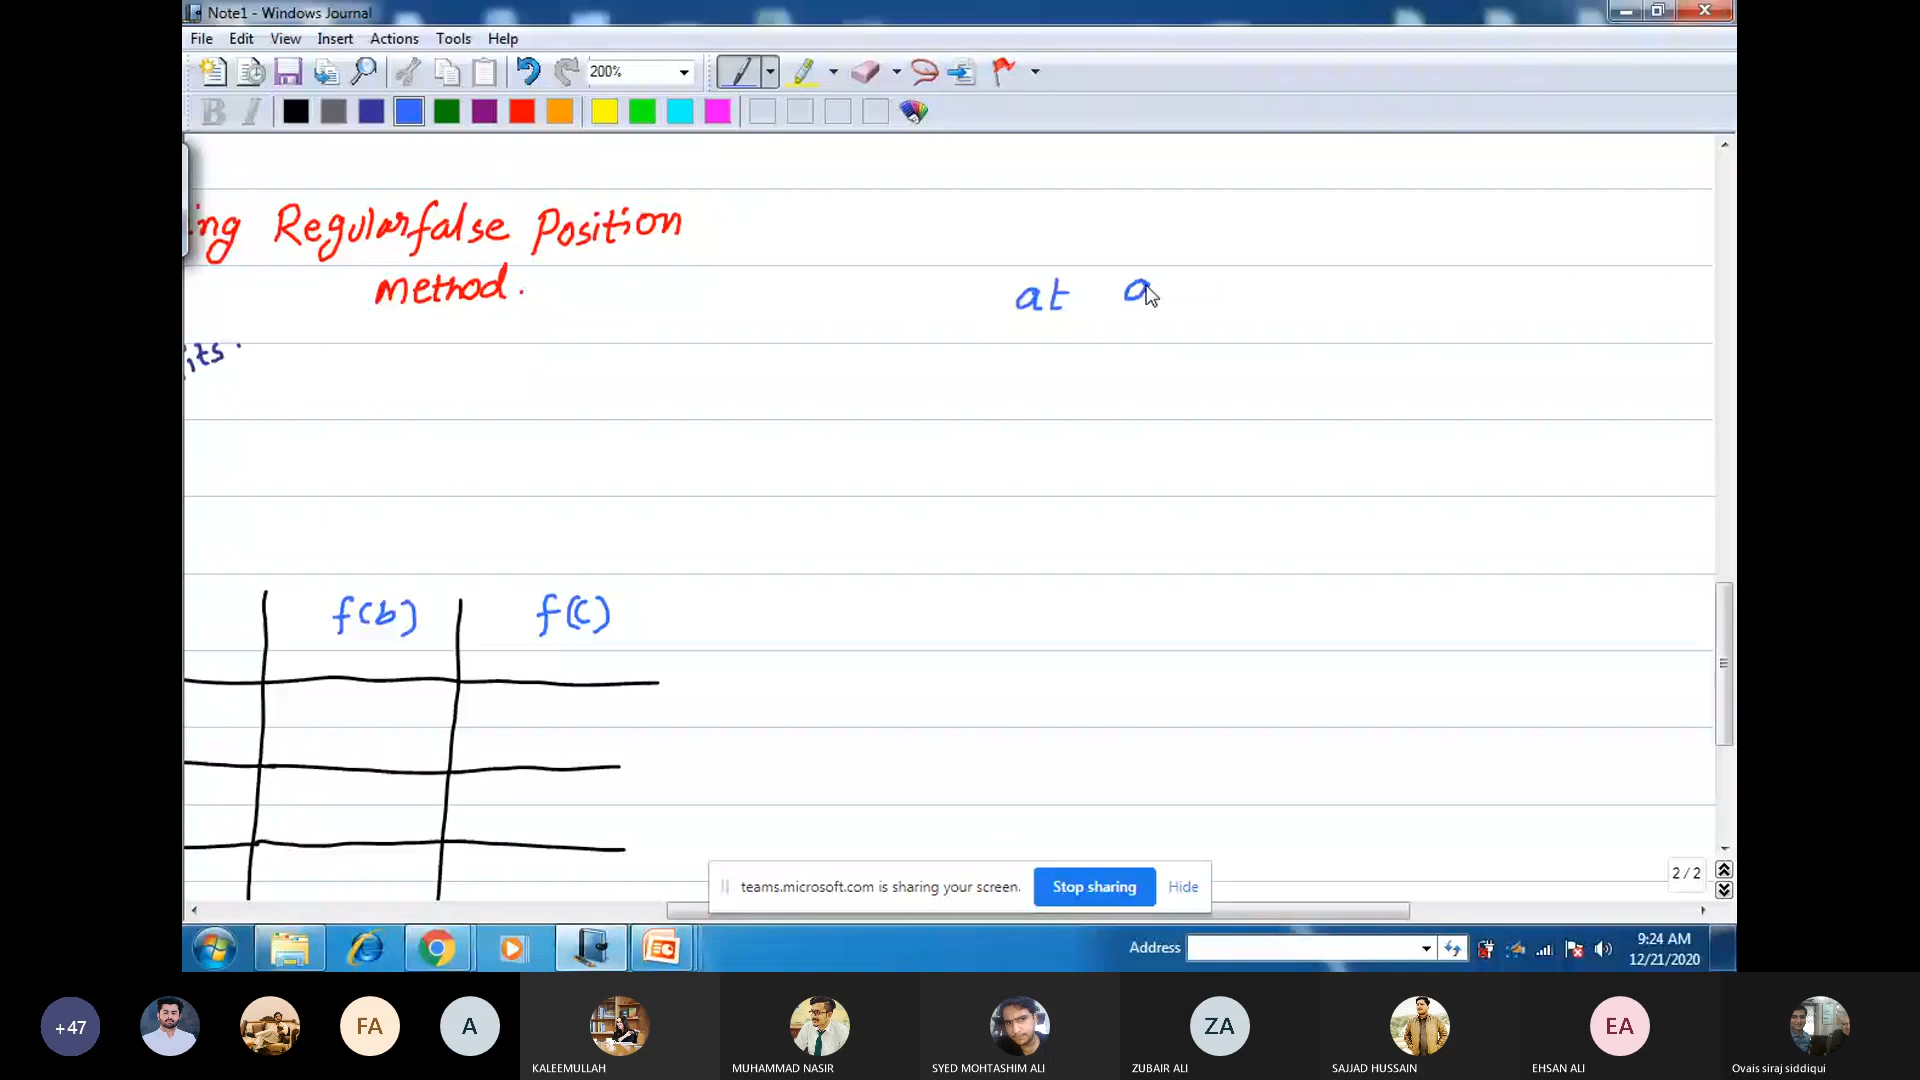 Note1 - Windows Journal
File Edit View Insert Actions Tools Help
200%
B I
ing Regularfalse Position
method.
at a
its.
f(b) f(c)
teams.microsoft.com is sharing your screen. Stop sharing Hide
2 / 2
Address
9:24 AM
12/21/2020
+47 FA A ZA EA
KALEEMULLAH MUHAMMAD NASIR SYED MOHTASHIM ALI ZUBAIR ALI SAJJAD HUSSAIN EHSAN ALI Ovais siraj siddiqui